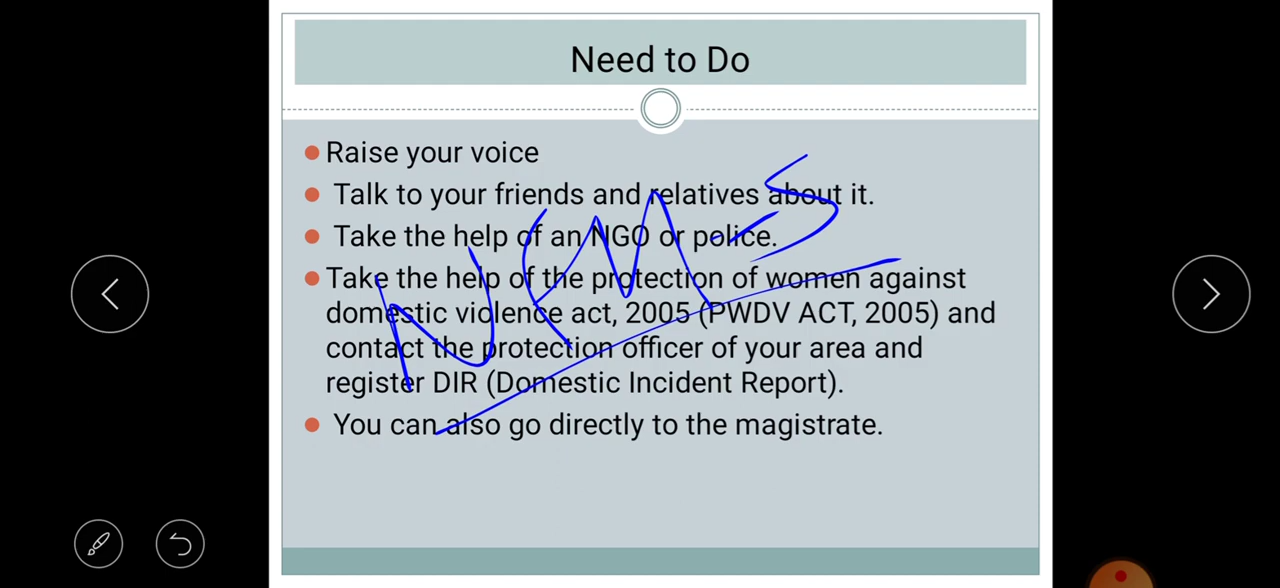 Need to Do
Raise your voice
Talk to your friends and relatives about it.
Take the help of an NGO or police.
Take the help of the protection of women against
domestic violence act, 2005 (PWDV ACT, 2005) and
contact the protection officer of your area and
register DIR (Domestic Incident Report).
You can also go directly to the magistrate.